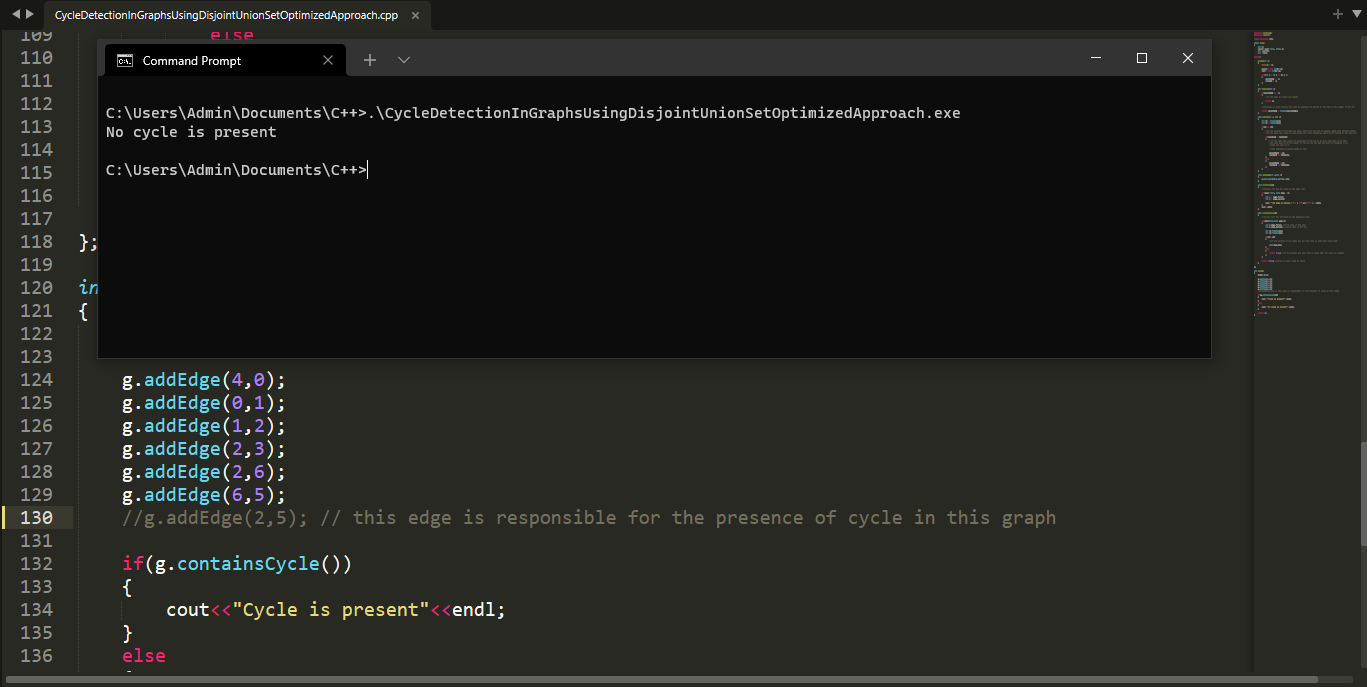 CycleDetectionInGraphsUsingDisjointUnionSetOptimizedApproach.cpp
109 else
110
111
112
113
114
115
116
117
118 };
119
120 in
121 {
122
123
Command Prompt
C:\Users\Admin\Documents\C++>.\CycleDetectionInGraphsUsingDisjointUnionSetOptimizedApproach.exe
No cycle is present
C:\Users\Admin\Documents\C++>
124 g.addEdge(4,0);
125 g.addEdge(0,1);
126 g.addEdge(1,2);
127 g.addEdge(2,3);
128 g.addEdge(2,6);
129 g.addEdge(6,5);
130 //g.addEdge(2,5); // this edge is responsible for the presence of cycle in this graph
131
132 if(g.containsCycle())
133 {
134 cout<<"Cycle is present"<<endl;
135 }
136 else